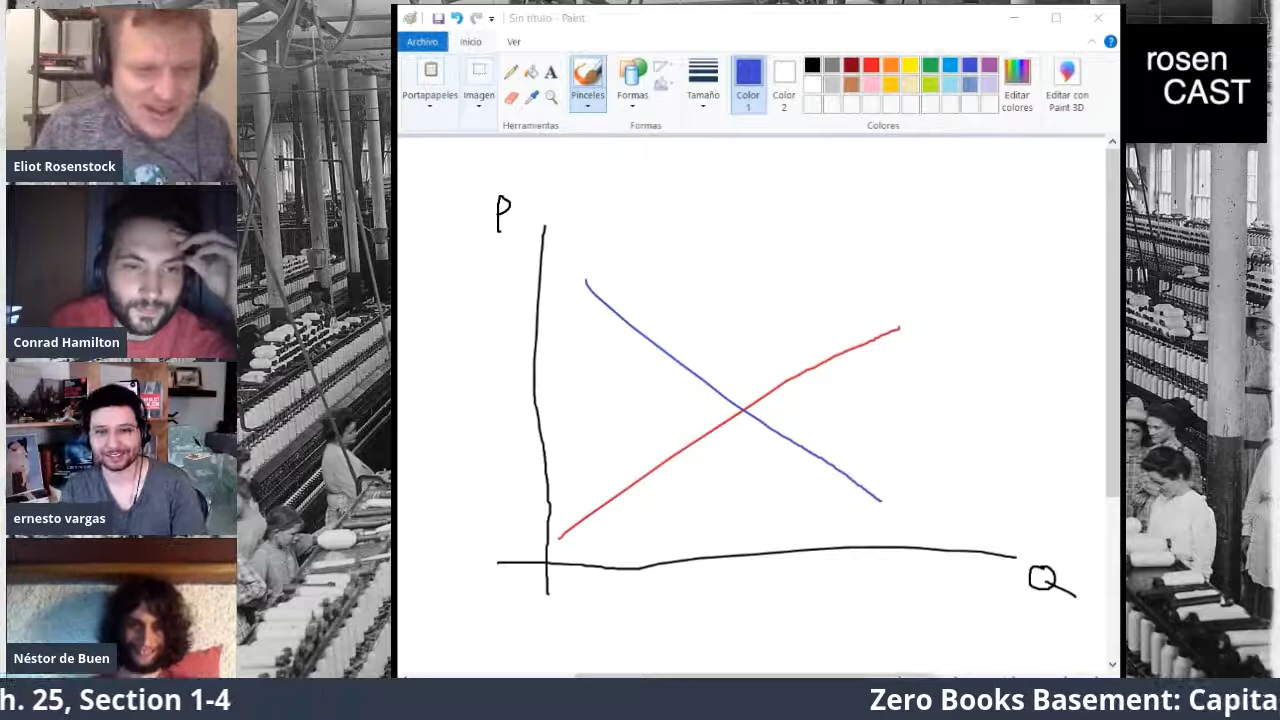 Sin título - Paint
Archivo
Inicio
Ver
Portapapeles
Imagen
Herramientas
Pinceles
Formas
Formas
Tamaño
Color
1
Color
2
Colores
Editar
colores
Editar con
Paint 3D
rosen
CAST
Eliot Rosenstock
Conrad Hamilton
ernesto vargas
Néstor de Buen
P
Q
h. 25, Section 1-4
Zero Books Basement: Capita